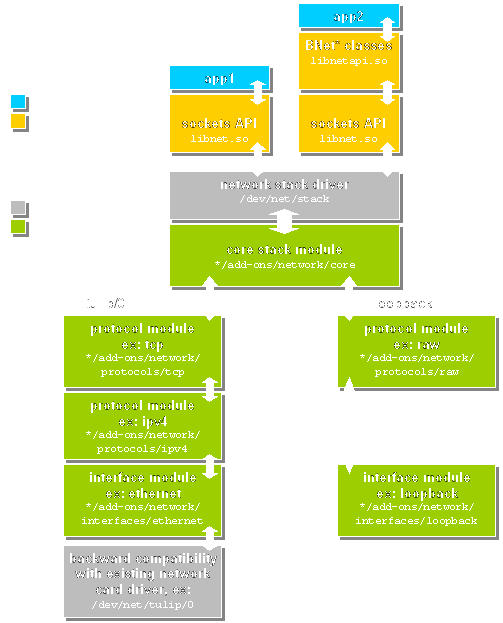 app2
BNet™ classes
libnetapi.so
app1
sockets API
libnet.so
sockets API
libnet.so
network stack driver
/dev/net/stack
core stack module
*/add-ons/network/core
tulip/0
loopback
protocol module
ex: tcp
*/add-ons/network/
protocols/tcp
protocol module
ex: raw
*/add-ons/network/
protocols/raw
protocol module
ex: ipv4
*/add-ons/network/
protocols/ipv4
interface module
ex: ethernet
*/add-ons/network/
interfaces/ethernet
interface module
ex: loopback
*/add-ons/network/
interfaces/loopback
backward compatibility
with existing network
card driver, ex:
/dev/net/tulip/0